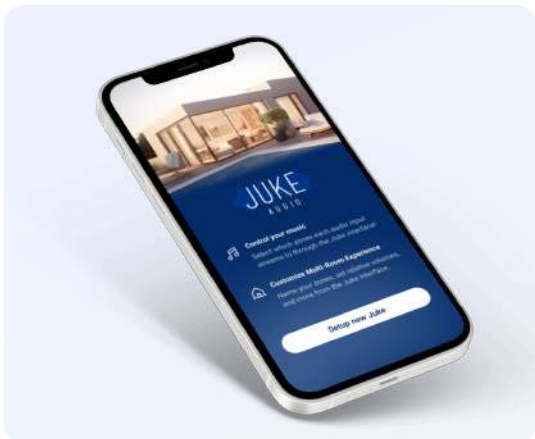 JUKE
AUDIO
Control your music
Select which zones each audio input
streams to through the Juke interface!
Customize Multi-Room Experience
Name your zones, set relative volumes,
and more from the Juke interface.
Setup new Juke